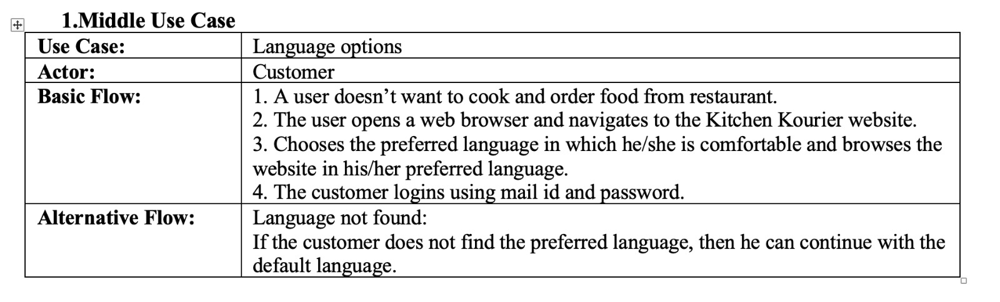 1.Middle Use Case
Use Case:
Language options
Actor:
Customer
Basic Flow:
1. A user doesn’t want to cook and order food from restaurant.
2. The user opens a web browser and navigates to the Kitchen Kourier website.
3. Chooses the preferred language in which he/she is comfortable and browses the
website in his/her preferred language.
4. The customer logins using mail id and password.
Alternative Flow:
Language not found:
If the customer does not find the preferred language, then he can continue with the
default language.